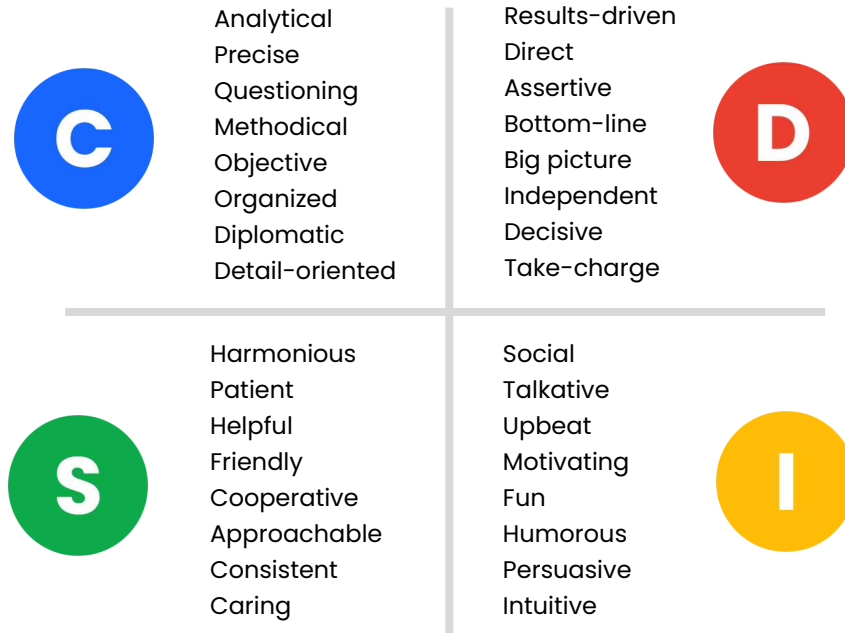 C
Analytical
Precise
Questioning
Methodical
Objective
Organized
Diplomatic
Detail-oriented
Results-driven
Direct
Assertive
Bottom-line
Big picture
Independent
Decisive
Take-charge
D
S
Harmonious
Patient
Helpful
Friendly
Cooperative
Approachable
Consistent
Caring
Social
Talkative
Upbeat
Motivating
Fun
Humorous
Persuasive
Intuitive
I